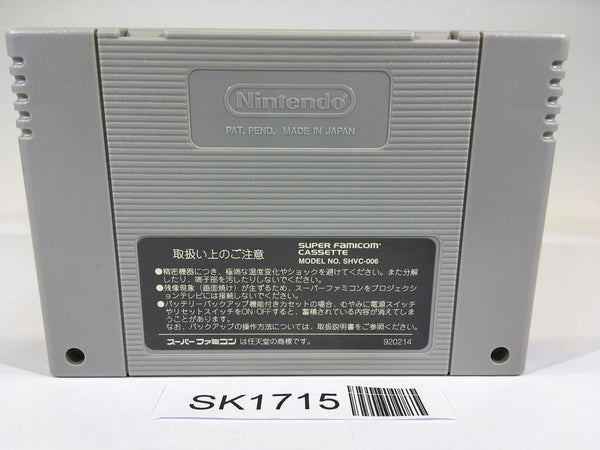 Nintendo
PAT. PEND. MADE IN JAPAN
取扱い上のご注意
SUPER FAMICOM™
CASSETTE
MODEL NO. SHVC-006
●精密機器につき、極端な温度変化やショックを避けてください。また分解
したり、端子部を汚したりしないでください。
●残像現象（画面焼け）が生ずるため、スーパーファミコンをプロジェクシ
ョンテレビには接続しないでください。
●バッテリーバックアップ機能付きカセットの場合、むやみに電源スイッチ
やリセットスイッチをON・OFFすると、蓄積されている内容が消えてしま
うことがあります。
なお、バックアップの操作方法については、取扱説明書をご参照ください。
スーパーファミコン は任天堂の商標です。
920214
SK1715